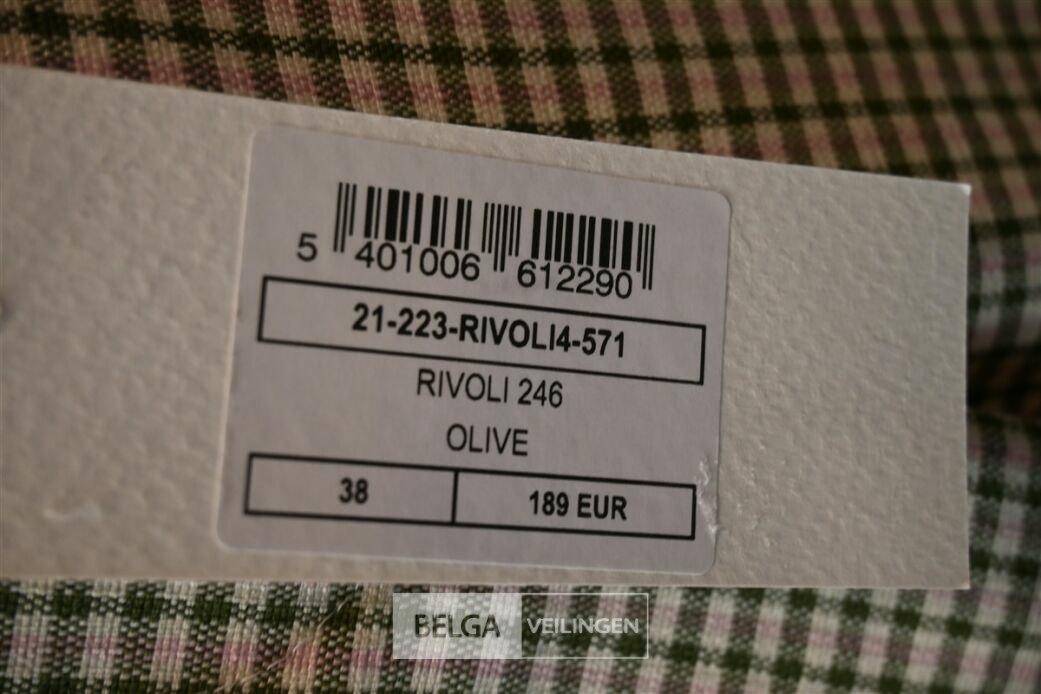 5 401006 612290
21-223-RIVOLI4-571
RIVOLI 246
OLIVE
38 189 EUR
BELGA VEILINGEN